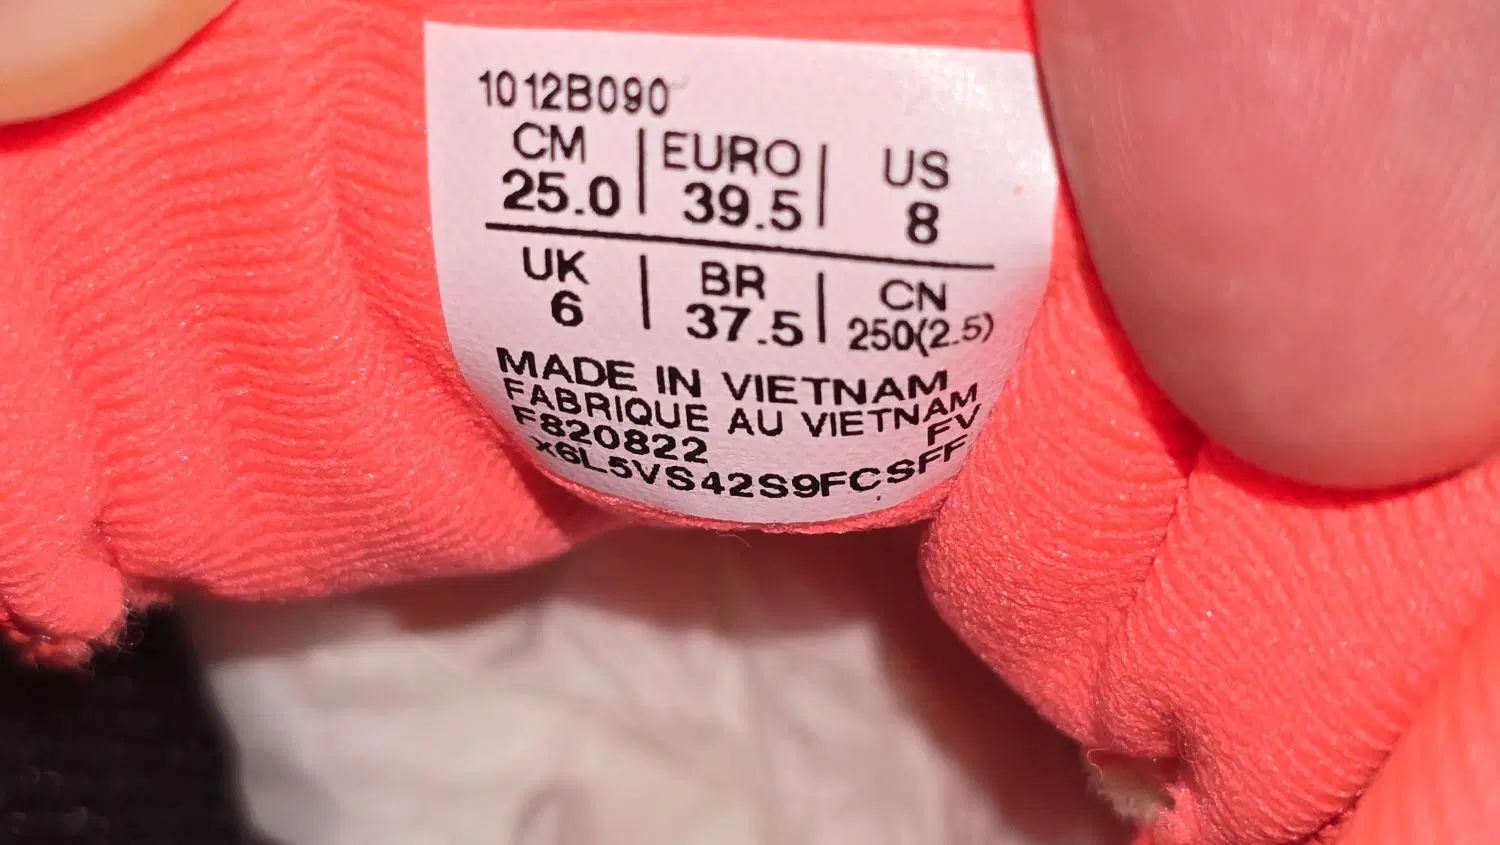 1012B090
CM | EURO | US
25.0 | 39.5 | 8
UK | BR | CN
6 | 37.5 | 250(2.5)
MADE IN VIETNAM
FABRIQUE AU VIETNAM
F820822 FV
x6L5VS42S9FCSFF